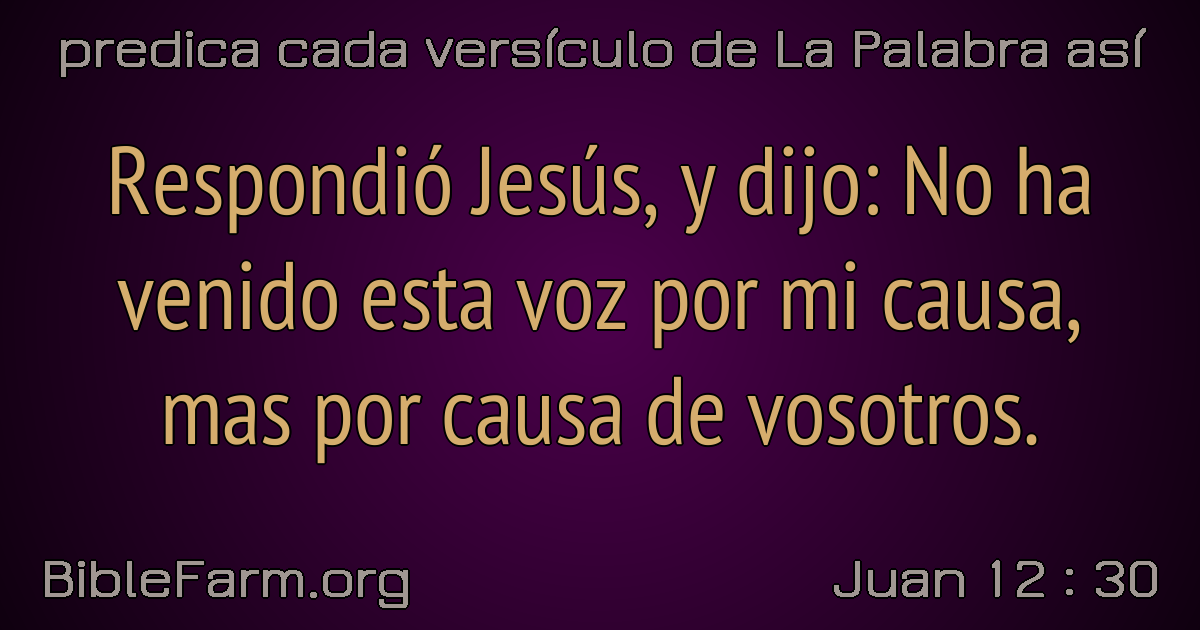 predica cada versículo de La Palabra así
Respondió Jesús, y dijo: No ha
venido esta voz por mi causa,
mas por causa de vosotros.
BibleFarm.org
Juan 12 : 30